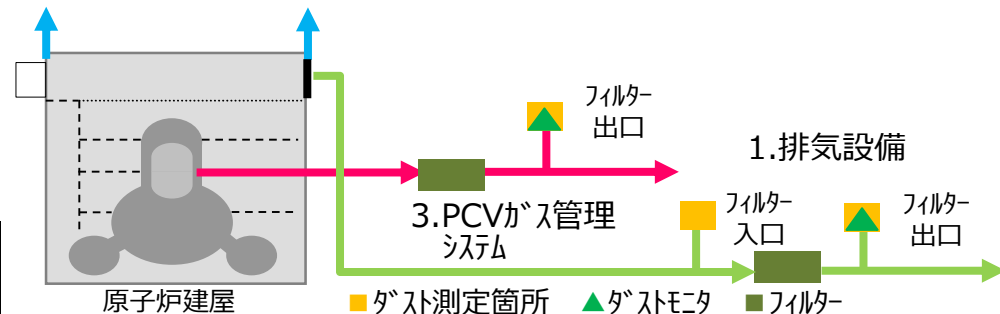 フィルター
出口
1.排気設備
3.PCVガス管理
システム
フィルター
入口
フィルター
出口
原子炉建屋
■ダスト測定箇所 ▲ダストモニタ ■フィルター